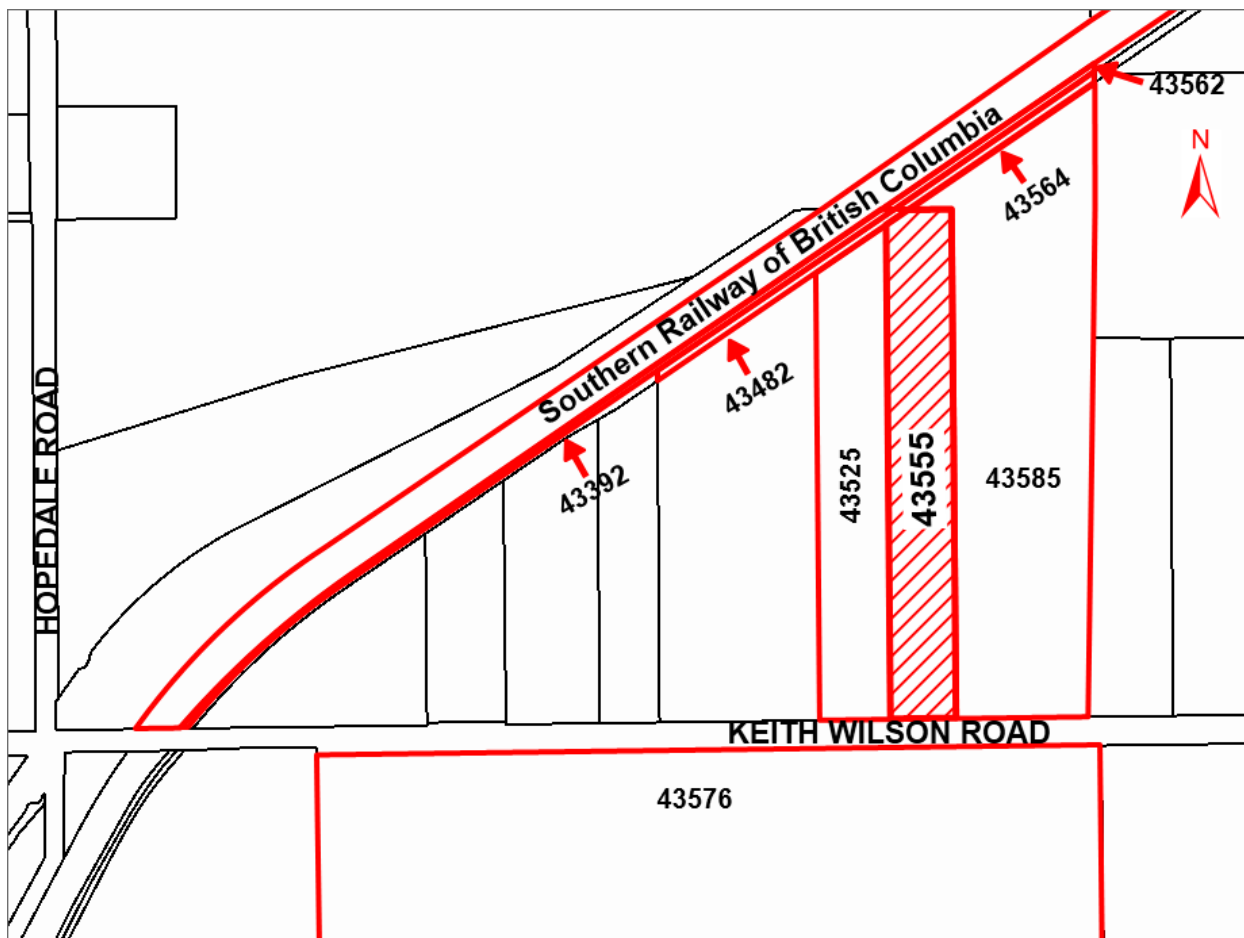 43562
N
Southern Railway of British Columbia
43564
43482
HOPEDALE ROAD
43392
43525
43555
43585
KEITH WILSON ROAD
43576